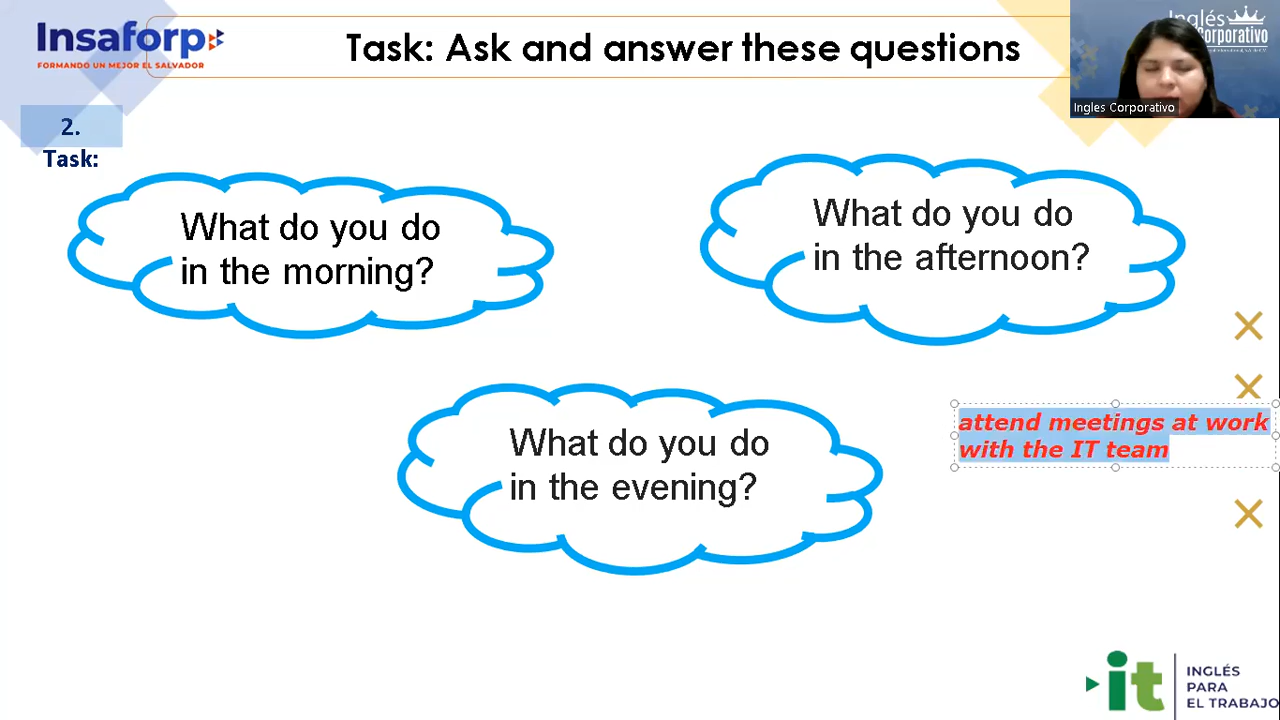 Insaforp
FORMANDO UN MEJOR EL SALVADOR
Task: Ask and answer these questions
Inglés
Corporativo
Ingles Corporativo
2.
Task:
What do you do
in the morning?
What do you do
in the afternoon?
What do you do
in the evening?
attend meetings at work
with the IT team
it
INGLÉS
PARA
EL TRABAJO